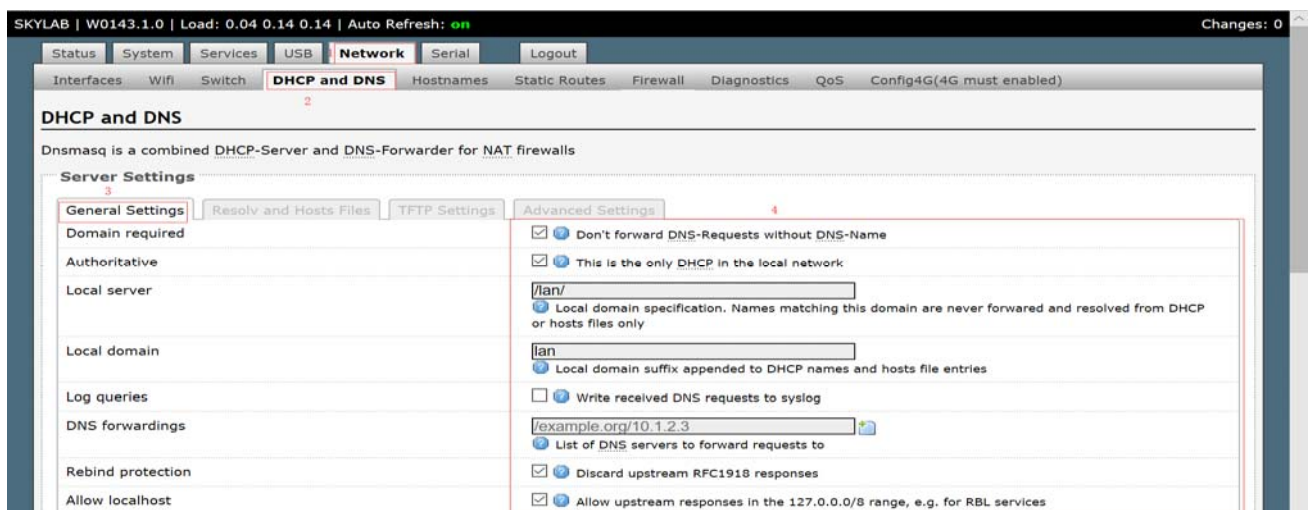 SKYLAB | W0143.1.0 | Load: 0.04 0.14 0.14 | Auto Refresh: on Changes: 0
Status System Services USB 1 Network Serial Logout
Interfaces Wifi Switch DHCP and DNS Hostnames Static Routes Firewall Diagnostics QoS Config4G(4G must enabled)
2
DHCP and DNS
Dnsmasq is a combined DHCP-Server and DNS-Forwarder for NAT firewalls
Server Settings
3
General Settings Resolv and Hosts Files TFTP Settings Advanced Settings 4
Domain required Don't forward DNS-Requests without DNS-Name
Authoritative This is the only DHCP in the local network
Local server /lan/
Local domain specification. Names matching this domain are never forwared and resolved from DHCP
or hosts files only
Local domain lan
Local domain suffix appended to DHCP names and hosts file entries
Log queries Write received DNS requests to syslog
DNS forwardings /example.org/10.1.2.3
List of DNS servers to forward requests to
Rebind protection Discard upstream RFC1918 responses
Allow localhost Allow upstream responses in the 127.0.0.0/8 range, e.g. for RBL services